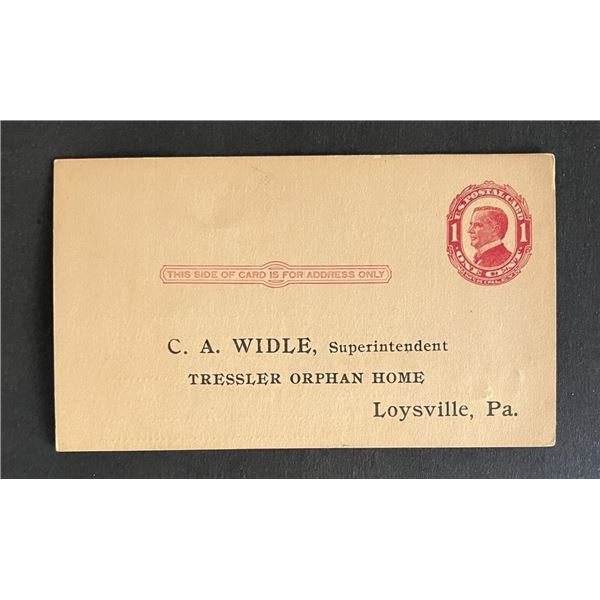 U.S. POSTAL CARD
1 1
ONE CENT
THIS SIDE OF CARD IS FOR ADDRESS ONLY
C. A. WIDLE, Superintendent
TRESSLER ORPHAN HOME
Loysville, Pa.